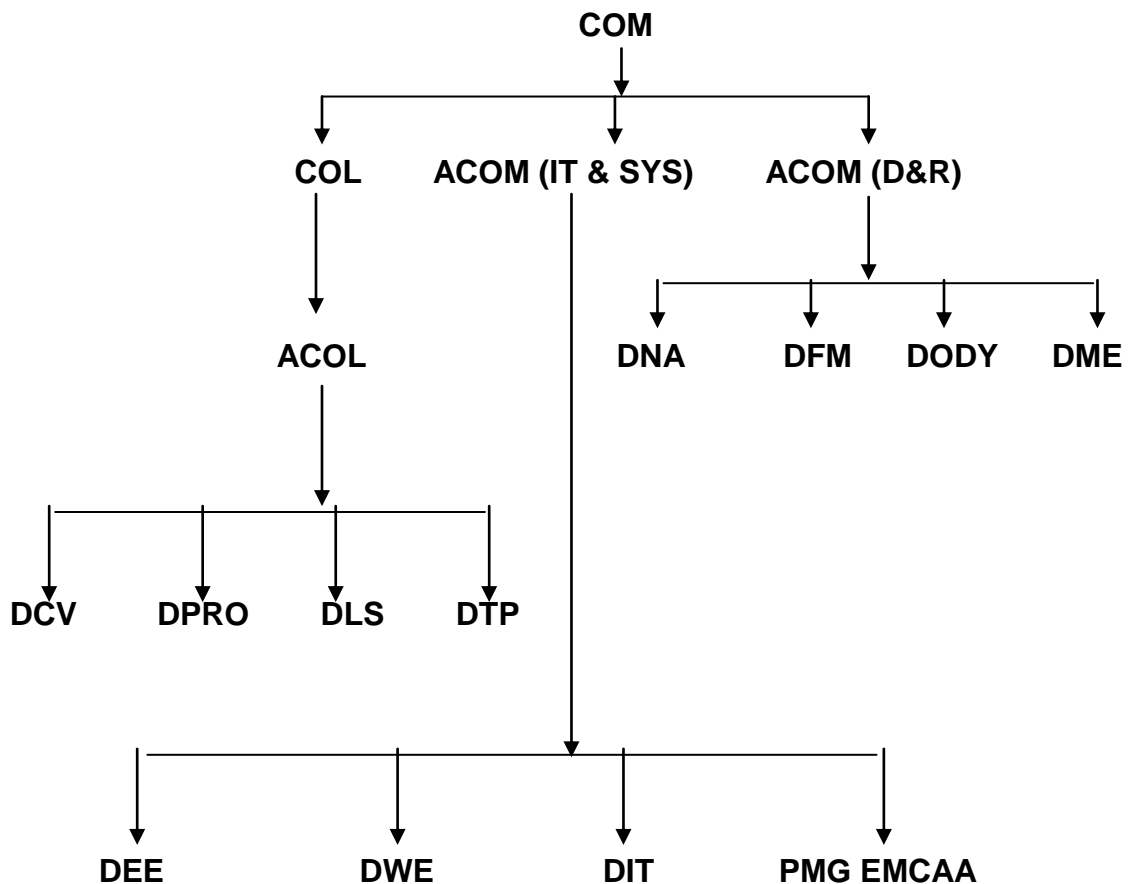 COM
COL ACOM (IT & SYS) ACOM (D&R)
ACOL DNA DFM DODY DME
DCV DPRO DLS DTP
DEE DWE DIT PMG EMCAA